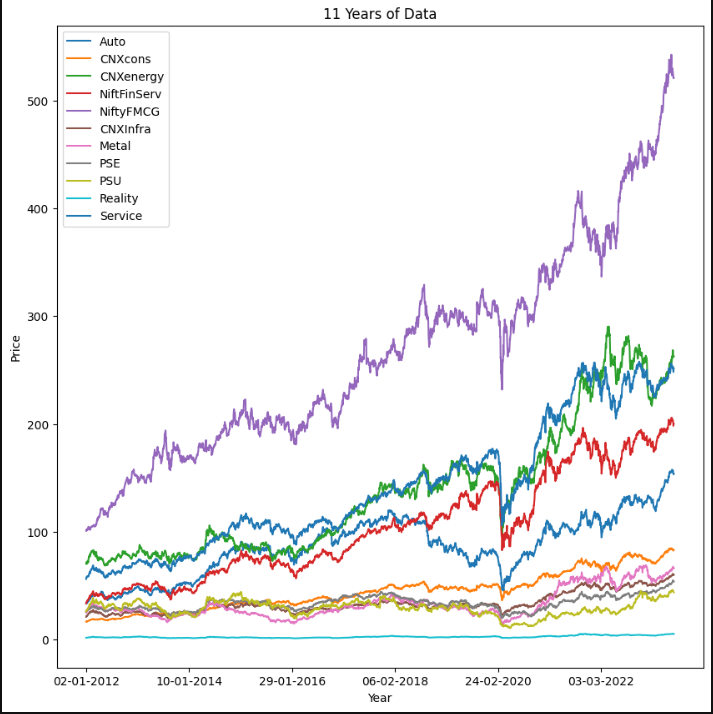 11 Years of Data
Auto
CNXcons
CNXenergy
NiftFinServ
NiftyFMCG
CNXInfra
Metal
PSE
PSU
Reality
Service
500
400
300
200
100
0
Price
02-01-2012 10-01-2014 29-01-2016 06-02-2018 24-02-2020 03-03-2022
Year